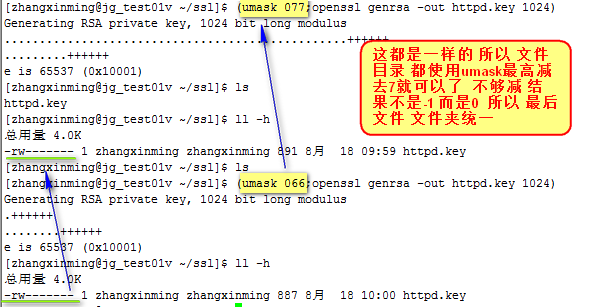 [zhangxinming@jg_test01v ~/ssl]$ (umask 077;openssl genrsa -out httpd.key 1024)
Generating RSA private key, 1024 bit long modulus
......................................................++++++
..........++++++
e is 65537 (0x10001)
[zhangxinming@jg_test01v ~/ssl]$ ls
httpd.key
[zhangxinming@jg_test01v ~/ssl]$ ll -h
总用量 4.0K
-rw------- 1 zhangxinming zhangxinming 891 8月 18 09:59 httpd.key
[zhangxinming@jg_test01v ~/ssl]$ ls
[zhangxinming@jg_test01v ~/ssl]$ (umask 066;openssl genrsa -out httpd.key 1024)
Generating RSA private key, 1024 bit long modulus
.++++++
........++++++
e is 65537 (0x10001)
[zhangxinming@jg_test01v ~/ssl]$ ll -h
总用量 4.0K
-rw------- 1 zhangxinming zhangxinming 887 8月 18 10:00 httpd.key
这都是一样的 所以 文件
目录 都使用umask最高减
去7就可以了 不够减 结
果不是-1 而是0 所以 最后
文件 文件夹统一